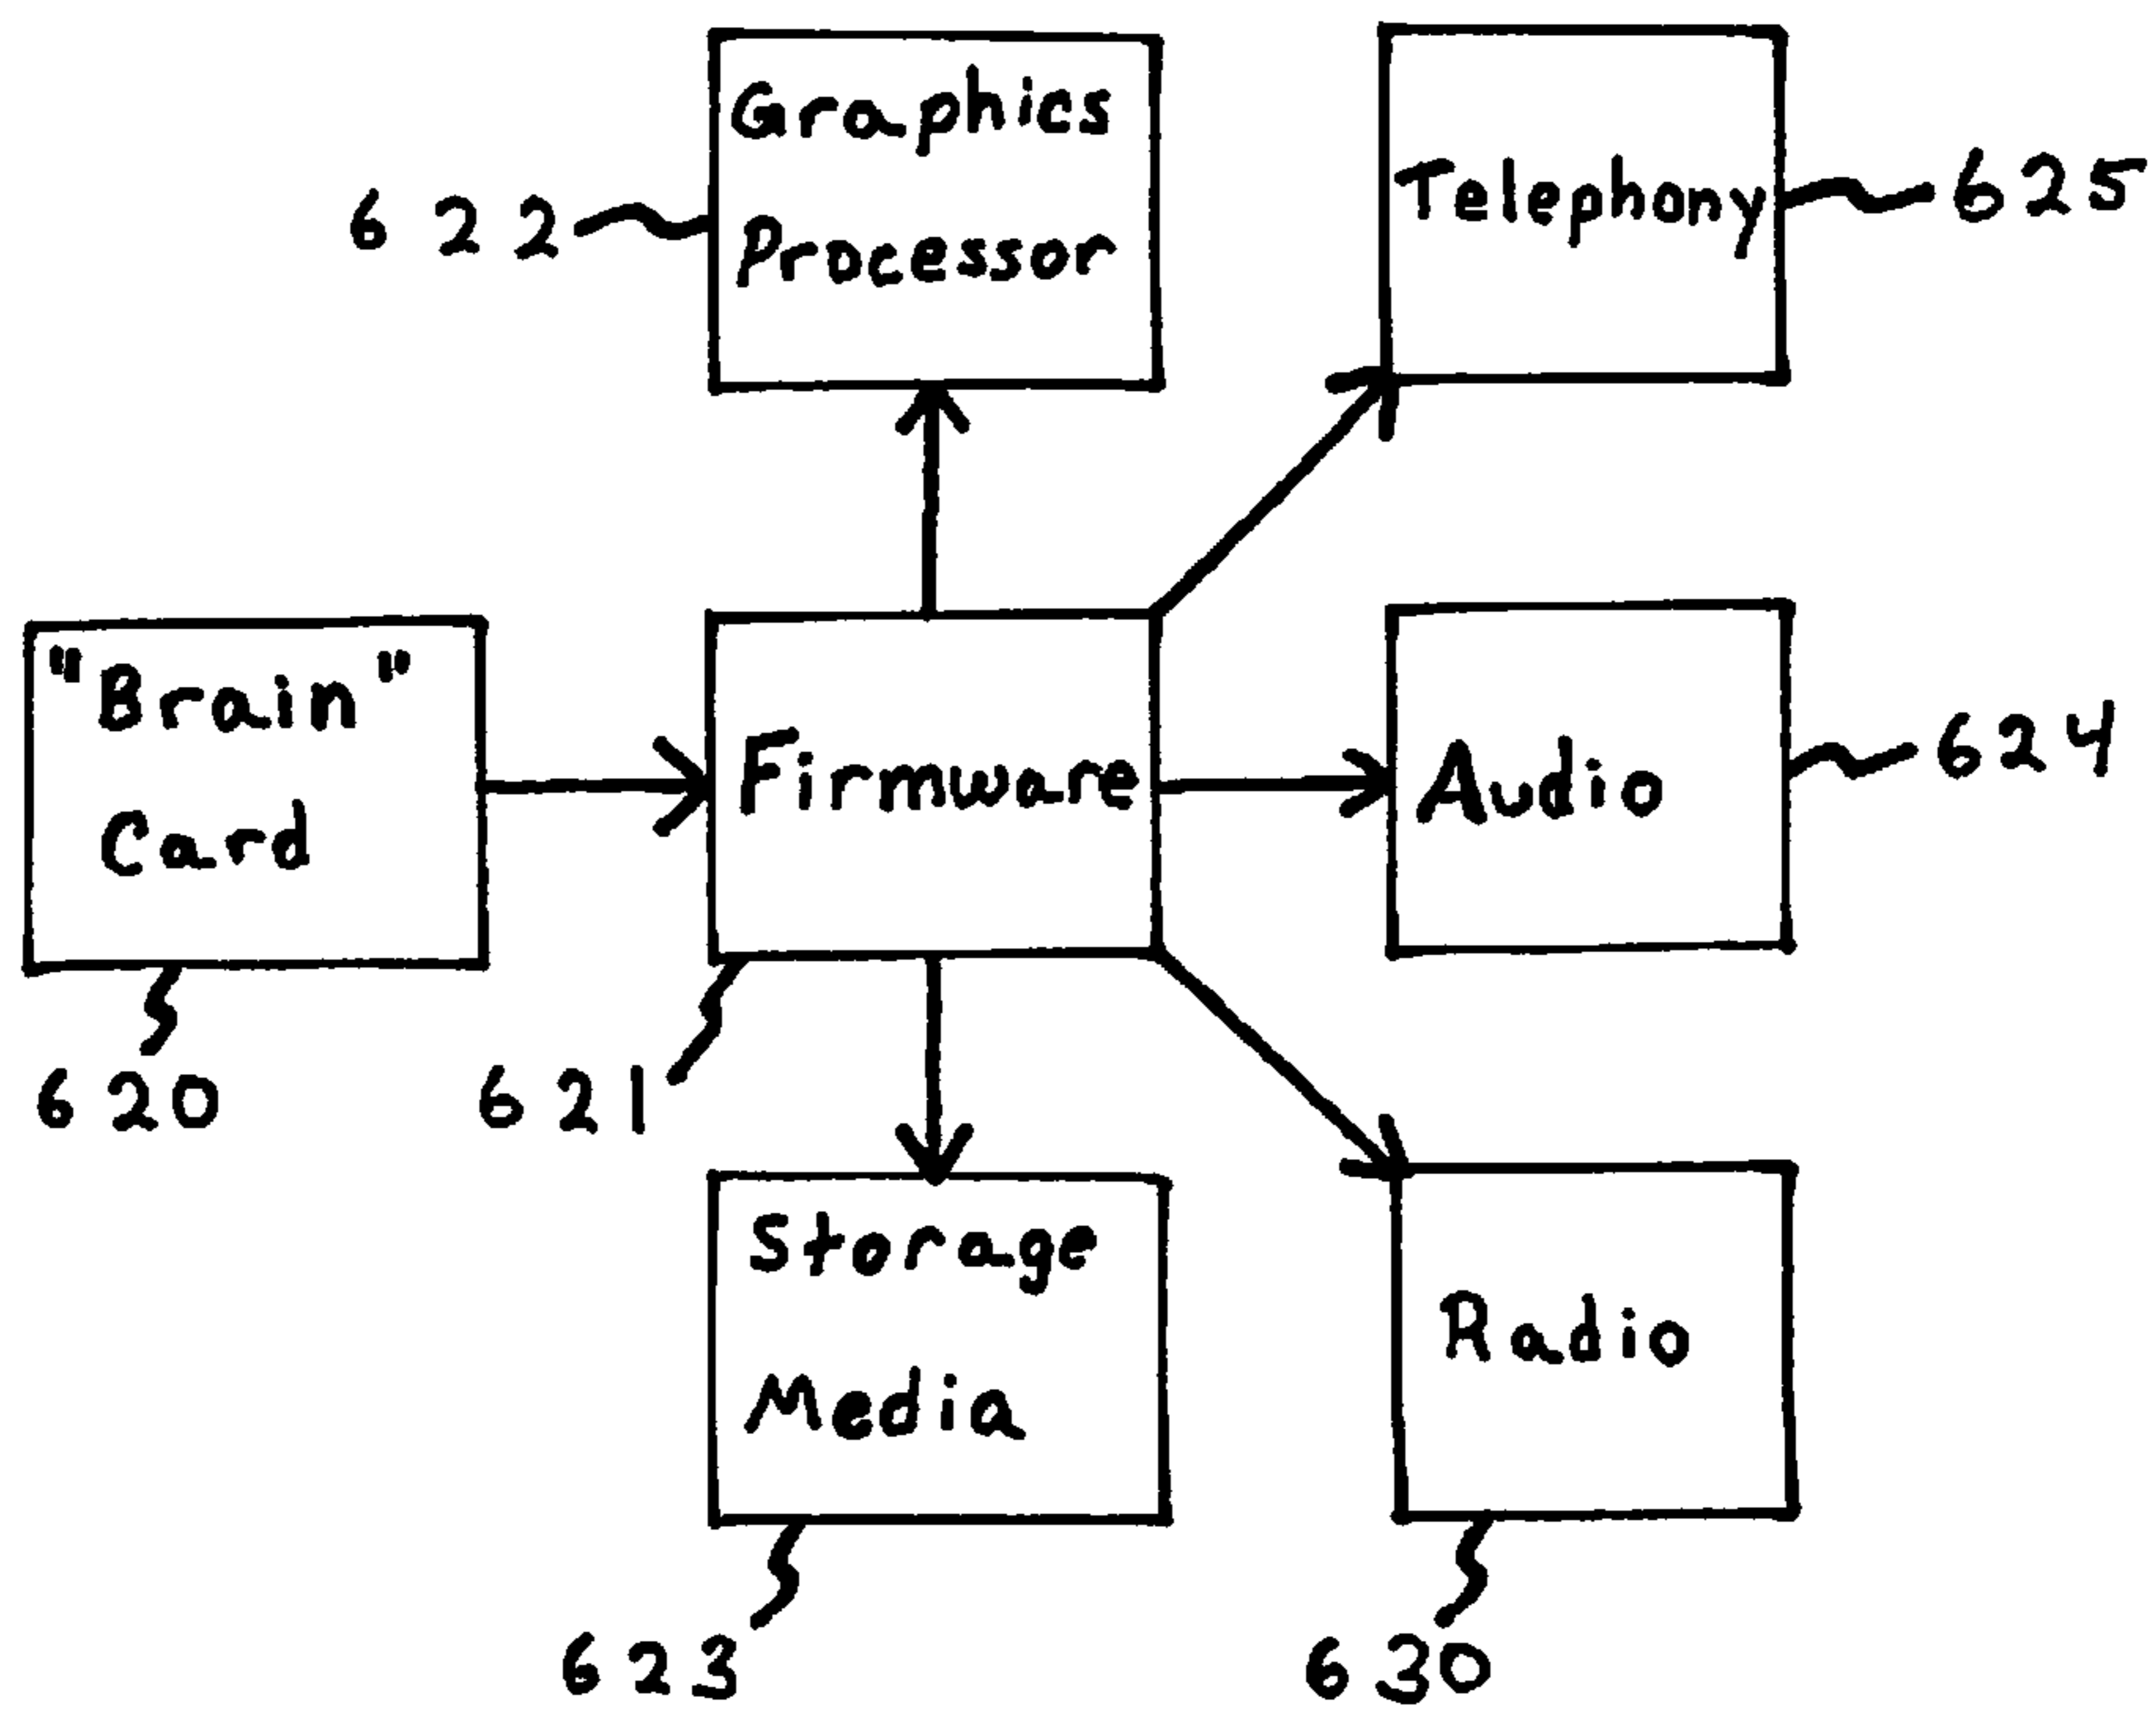 Graphics
Processor
622
Telephony
625
"Brain"
Card
620
Firmware
621
Audio
624
Storage
Media
623
Radio
630